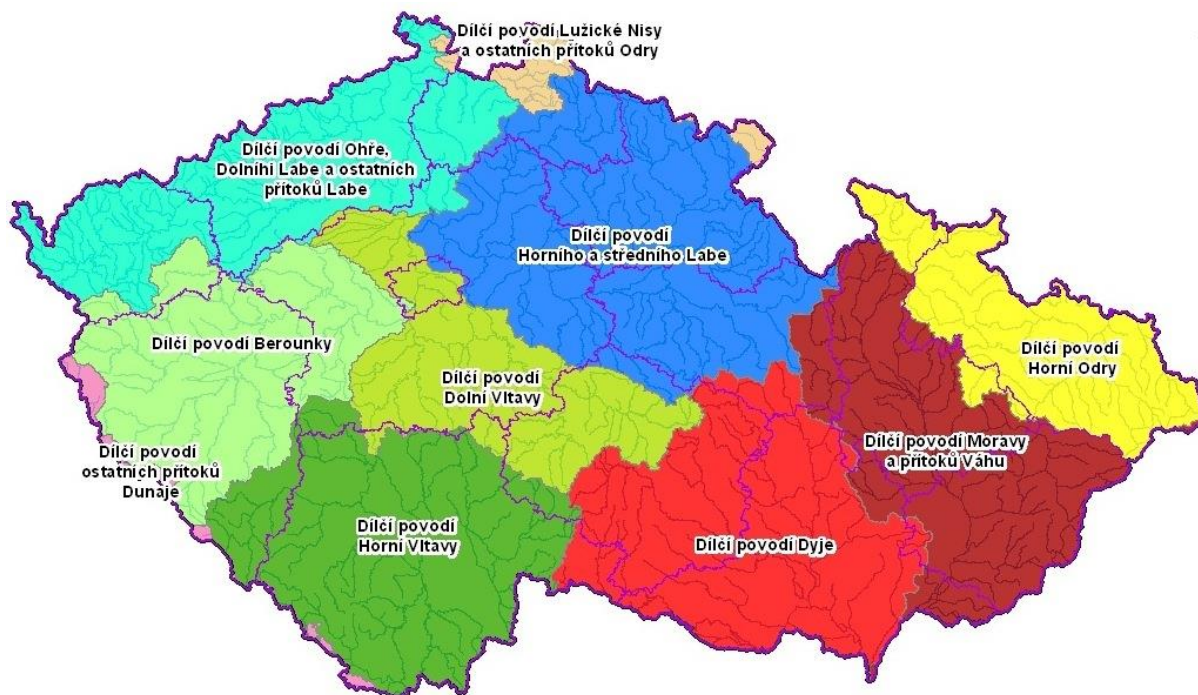 Dílčí povodí Lužické Nisy
a ostatních přítoků Odry
Dílčí povodí Ohře,
Dolníhi Labe a ostatních
přítoků Labe
Dílčí povodí
Horního a středního Labe
Dílčí povodí Berounky
Dílčí povodí
Dolní Vltavy
Dílčí povodí
Horní Odry
Dílčí povodí
ostatních přítoků
Dunáje
Dílčí povodí Moravy
a přítoků Váhu
Dílčí povodí
Horní Vltavy
Dílčí povodí Dyje